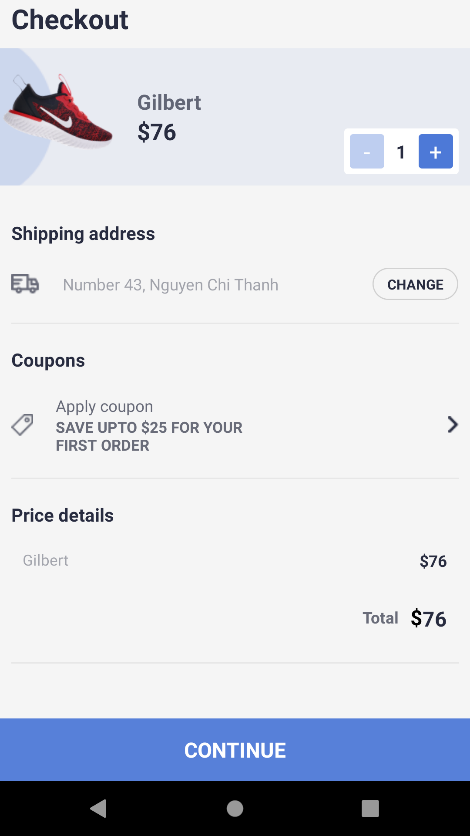 Checkout
Gilbert
$76
- 1 +
Shipping address
Number 43, Nguyen Chi Thanh
CHANGE
Coupons
Apply coupon
SAVE UPTO $25 FOR YOUR
FIRST ORDER
Price details
Gilbert $76
Total $76
CONTINUE